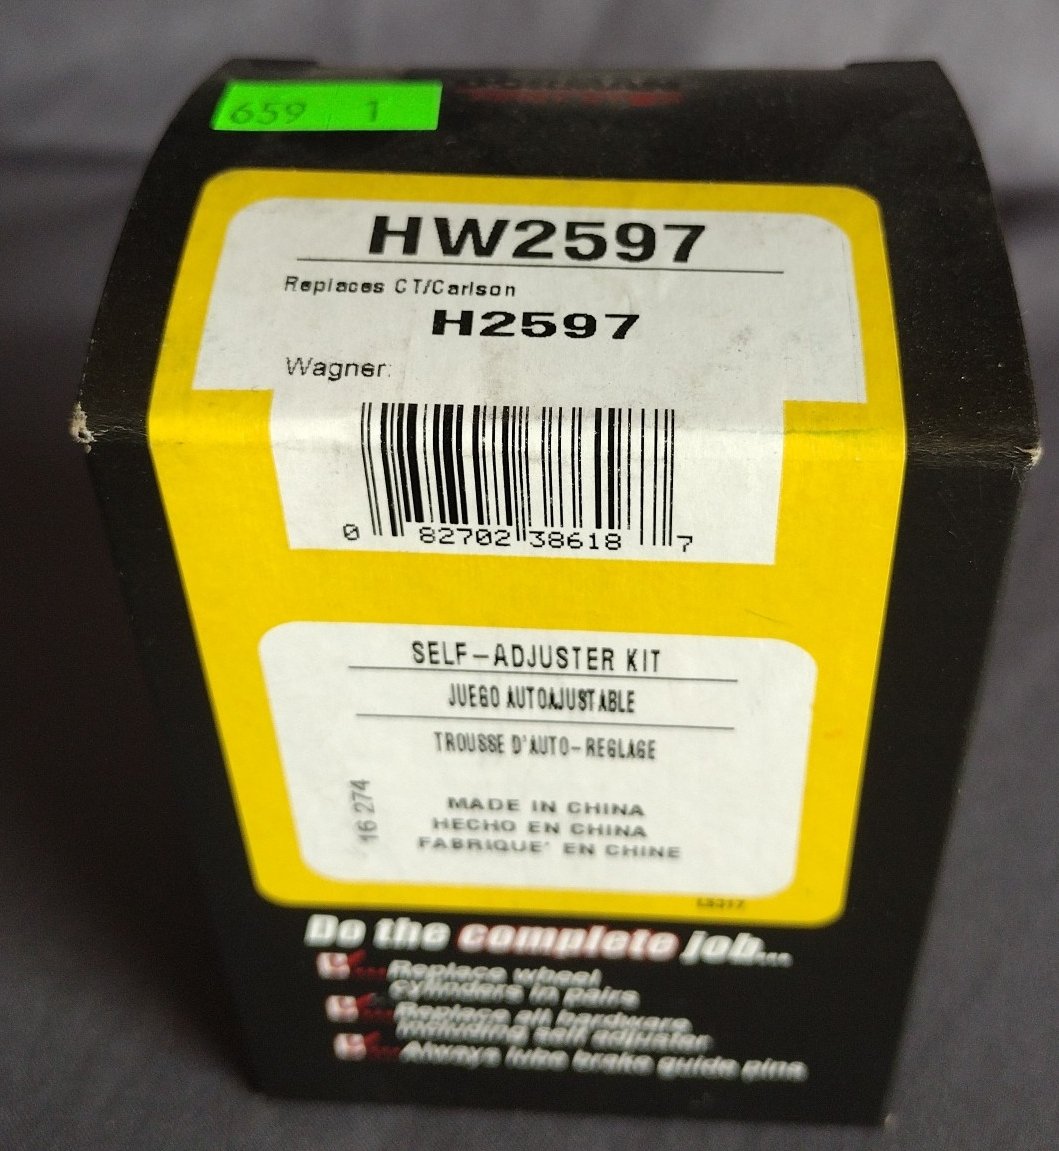 659 1
HW2597
Replaces CT/Carlson
H2597
Wagner:
0 82702 38618 7
SELF-ADJUSTER KIT
JUEGO AUTOAJUSTABLE
TROUSSE D'AUTO-REGLAGE
16 274
MADE IN CHINA
HECHO EN CHINA
FABRIQUE' EN CHINE
Do the complete job...
Replace wheel
cylinders in pairs
Replace all hardware
including self adjuster
Always lube brake guide pins